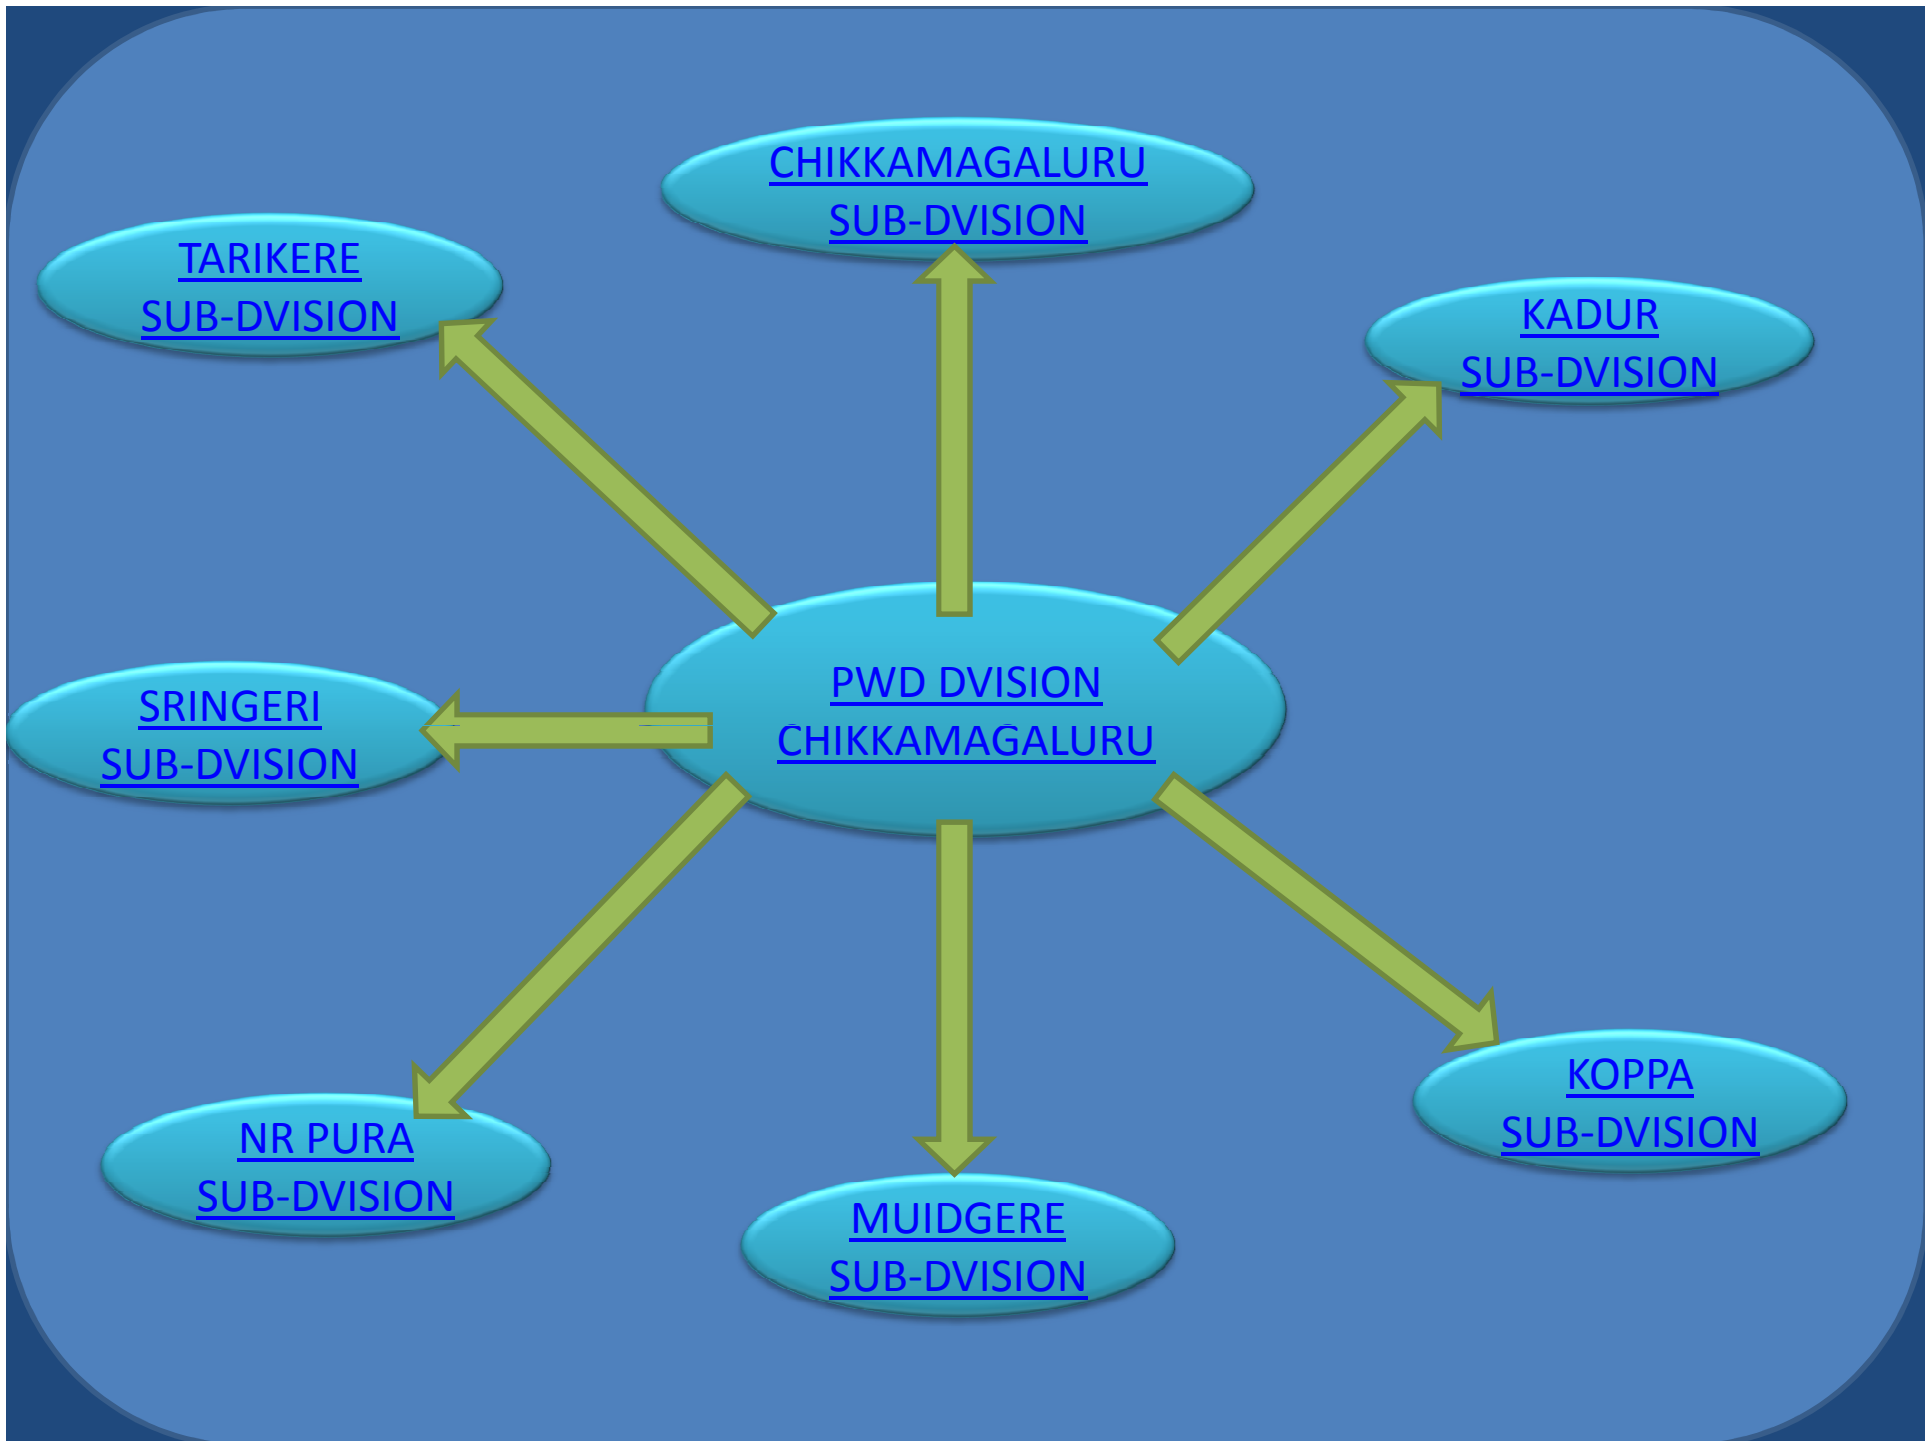 CHIKKAMAGALURU
SUB-DVISION
TARIKERE
SUB-DVISION
KADUR
SUB-DVISION
PWD DVISION
CHIKKAMAGALURU
SRINGERI
SUB-DVISION
KOPPA
SUB-DVISION
NR PURA
SUB-DVISION
MUIDGERE
SUB-DVISION